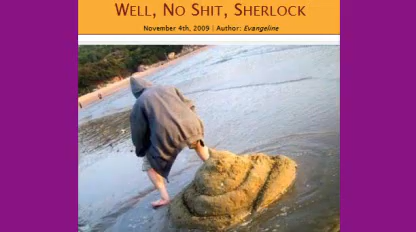 Well, No Shit, Sherlock
November 4th, 2009 | Author: Evangeline